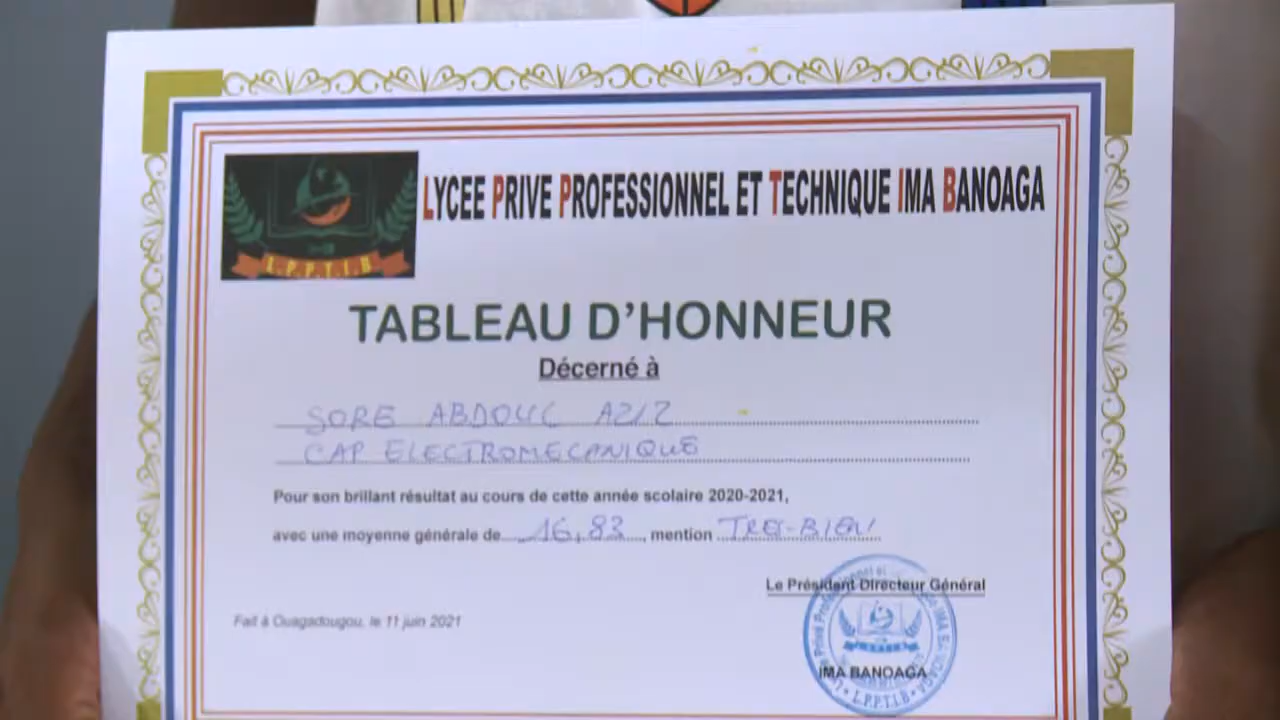 LYCEE PRIVE PROFESSIONNEL ET TECHNIQUE IMA BANOAGA
L.P.P.T.I.B
TABLEAU D'HONNEUR
Décerné à
SORE ABDOUL AZIZ
CAP ELECTROMECANIQUE
Pour son brillant résultat au cours de cette année scolaire 2020-2021,
avec une moyenne générale de 16,83, mention TRES-BIEN
Le Président Directeur Général
Fait à Ouagadougou, le 11 juin 2021
IMA BANOAGA
L.P.P.T.I.B